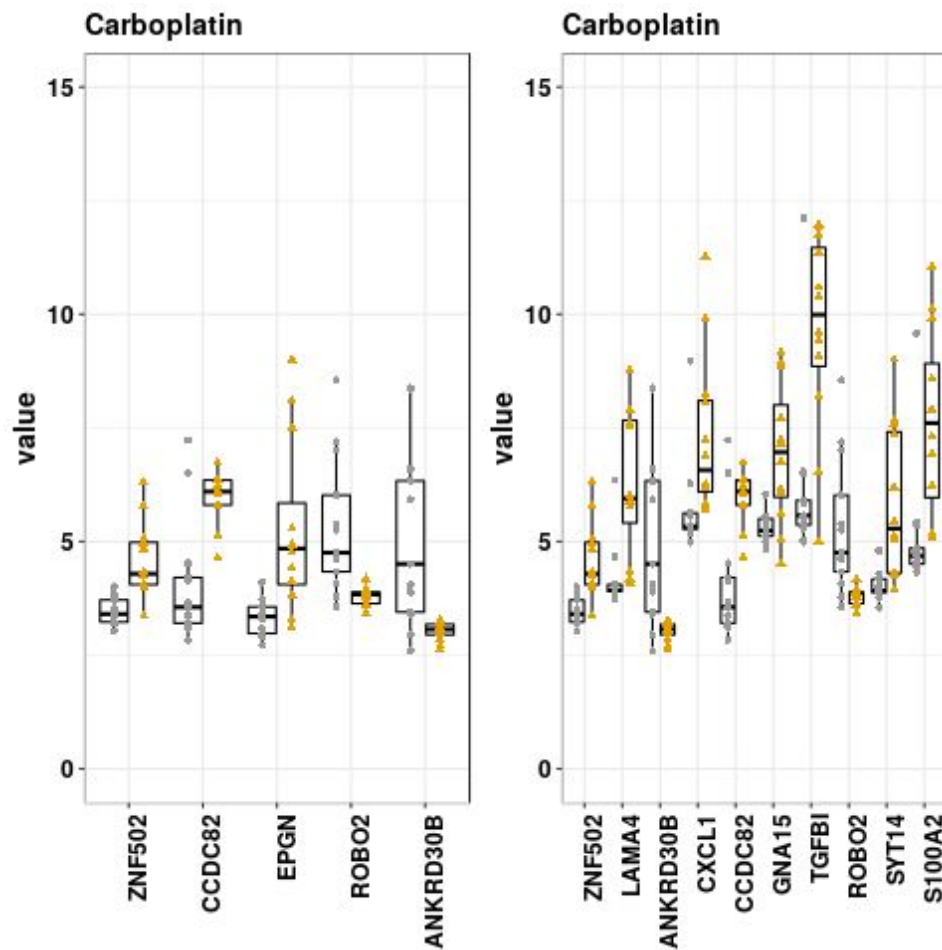 Carboplatin
value
15
10
5
0
ZNF502
CCDC82
EPGN
ROBO2
ANKRD30B
Carboplatin
value
15
10
5
0
ZNF502
LAMA4
ANKRD30B
CXCL1
CCDC82
GNA15
TGFBI
ROBO2
SYT14
S100A2